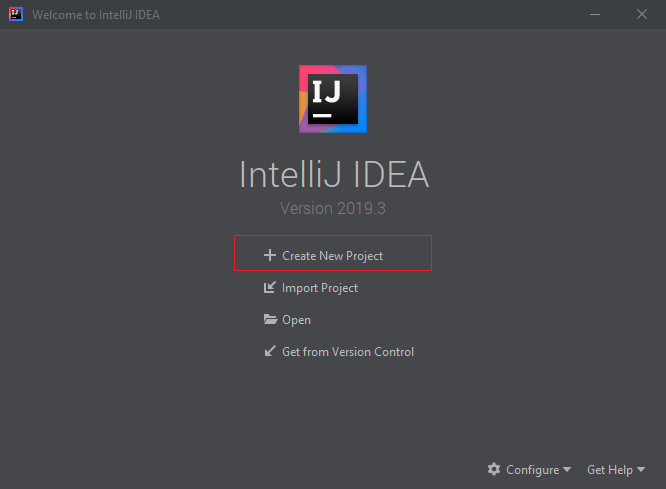 Welcome to IntelliJ IDEA
IJ
IntelliJ IDEA
Version 2019.3
Create New Project
Import Project
Open
Get from Version Control
Configure Get Help